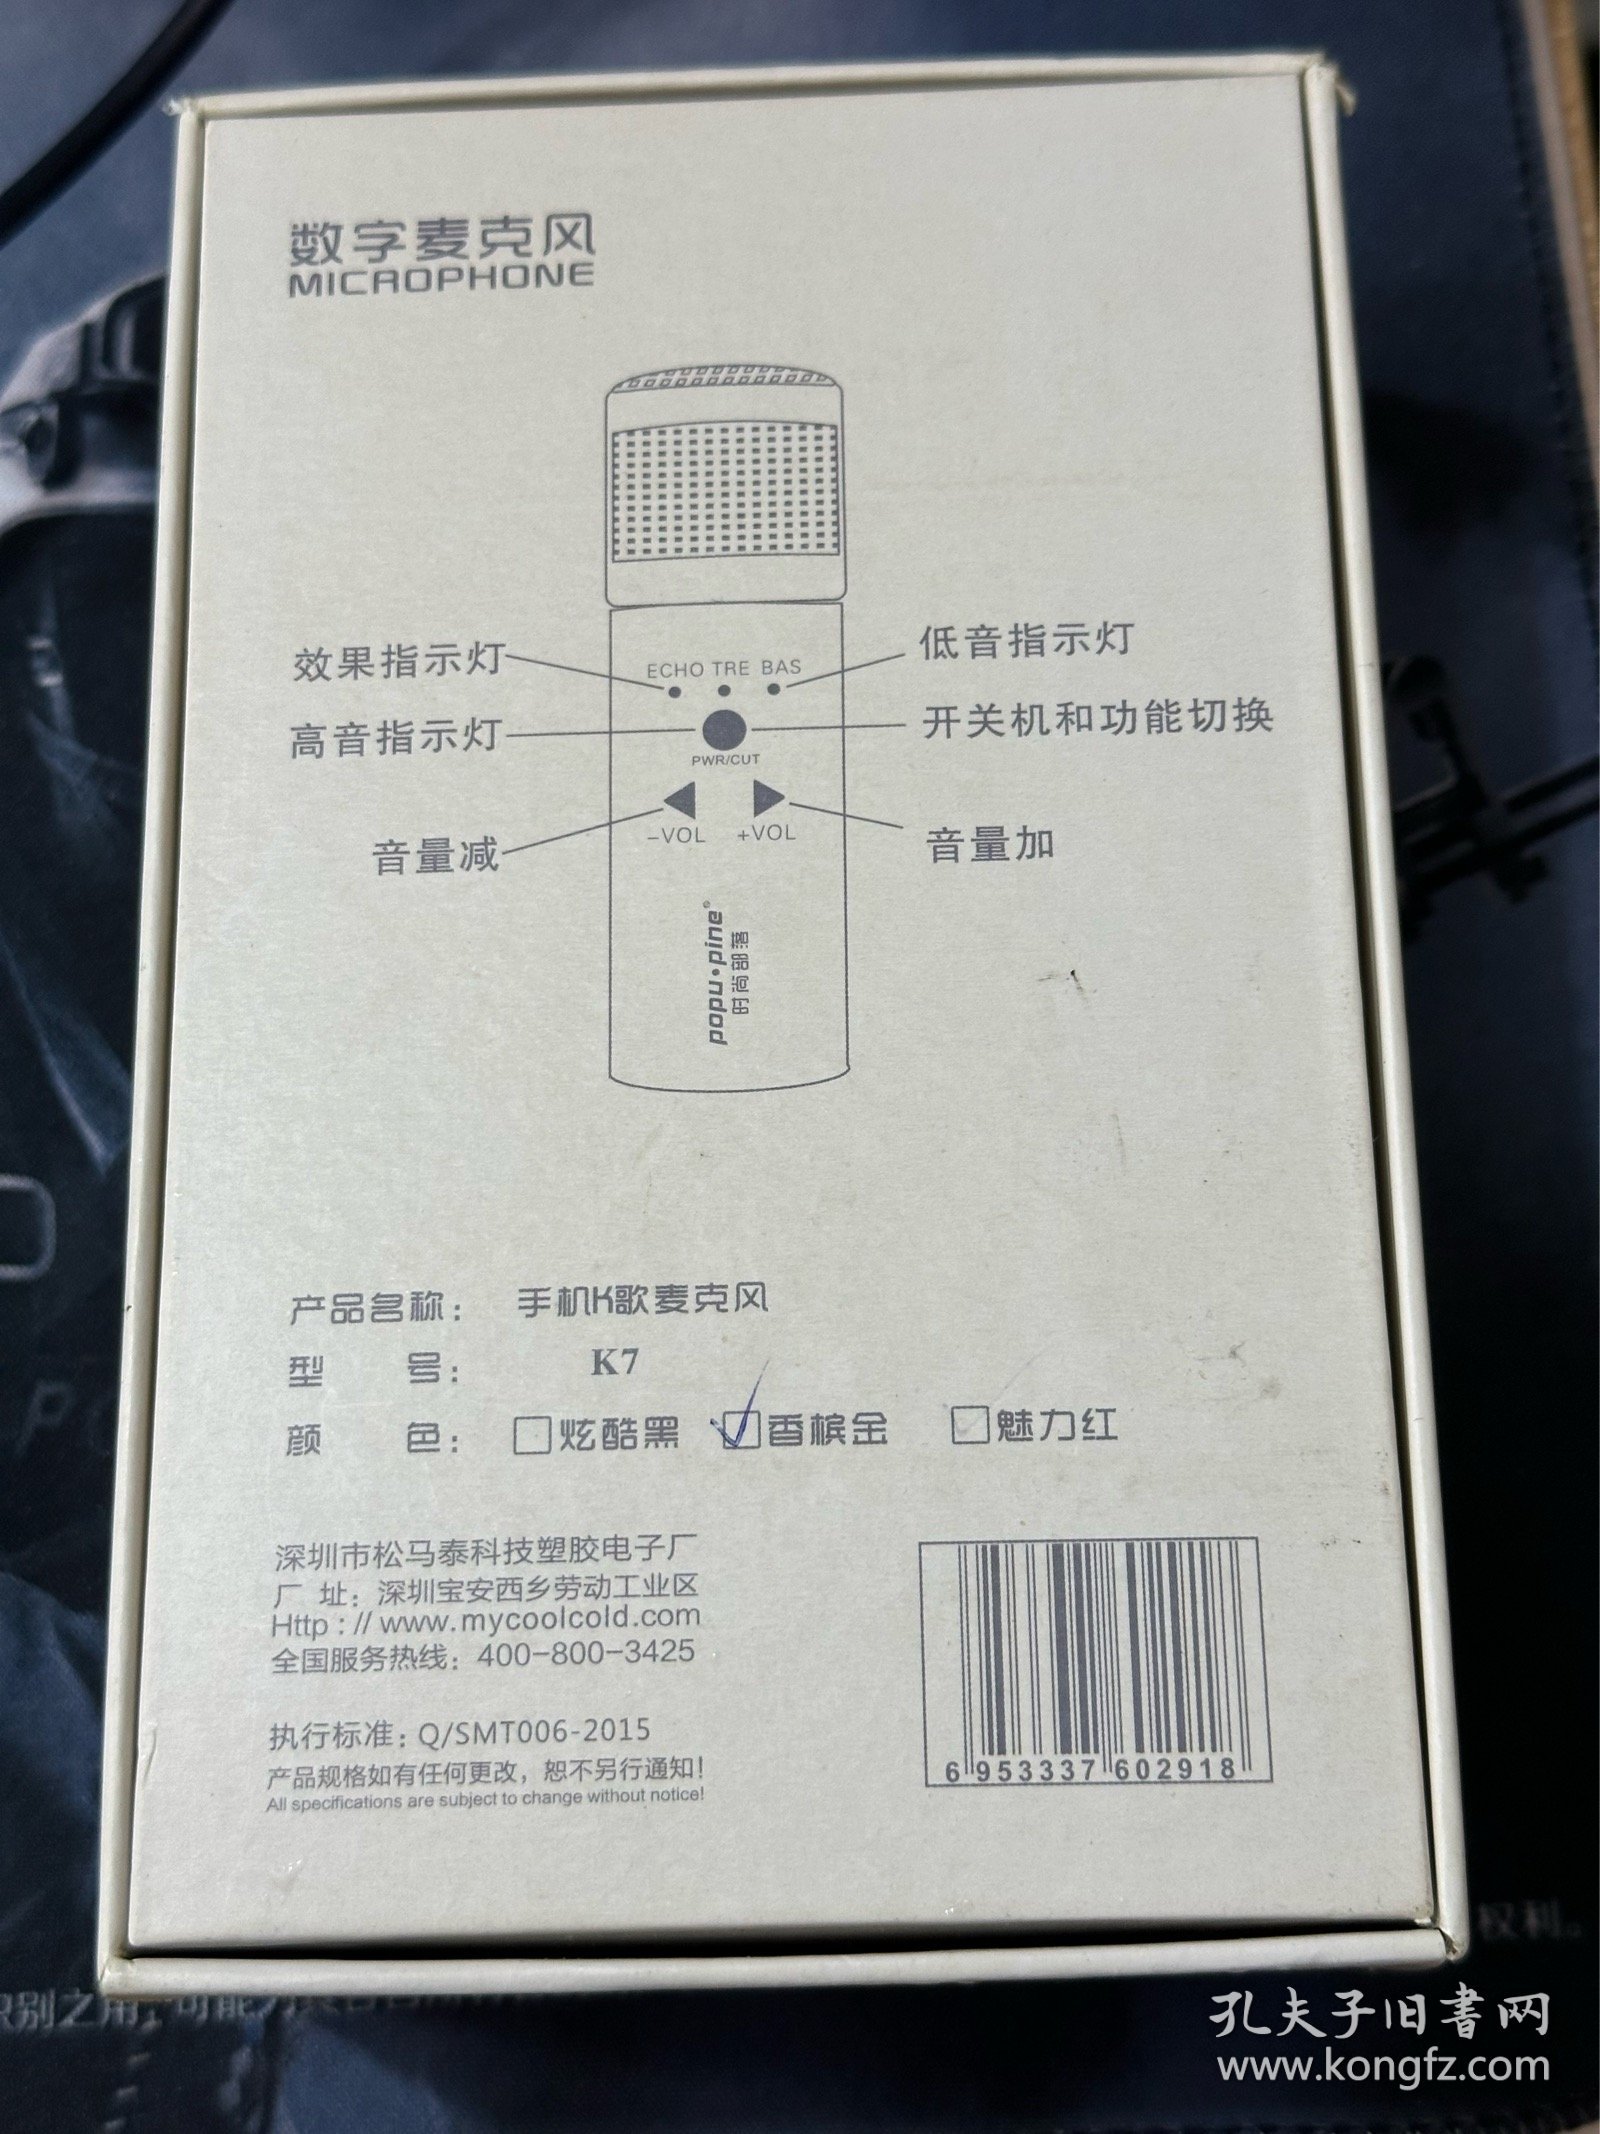 数字麦克风
MICROPHONE
效果指示灯
ECHO TRE BAS
低音指示灯
高音指示灯
PWR/CUT
开关机和功能切换
音量减
-VOL +VOL
音量加
popu·pine®
时尚部落
产品名称： 手机K歌麦克风
型 号： K7
颜 色： □炫酷黑 ☑香槟金 □魅力红
深圳市松马泰科技塑胶电子厂
厂 址：深圳宝安西乡劳动工业区
Http : // www.mycoolcold.com
全国服务热线：400-800-3425
执行标准：Q/SMT006-2015
产品规格如有任何更改，恕不另行通知！
All specifications are subject to change without notice!
6 953337 602918
权利。
识别之用，可能
孔夫子旧书网
www.kongfz.com